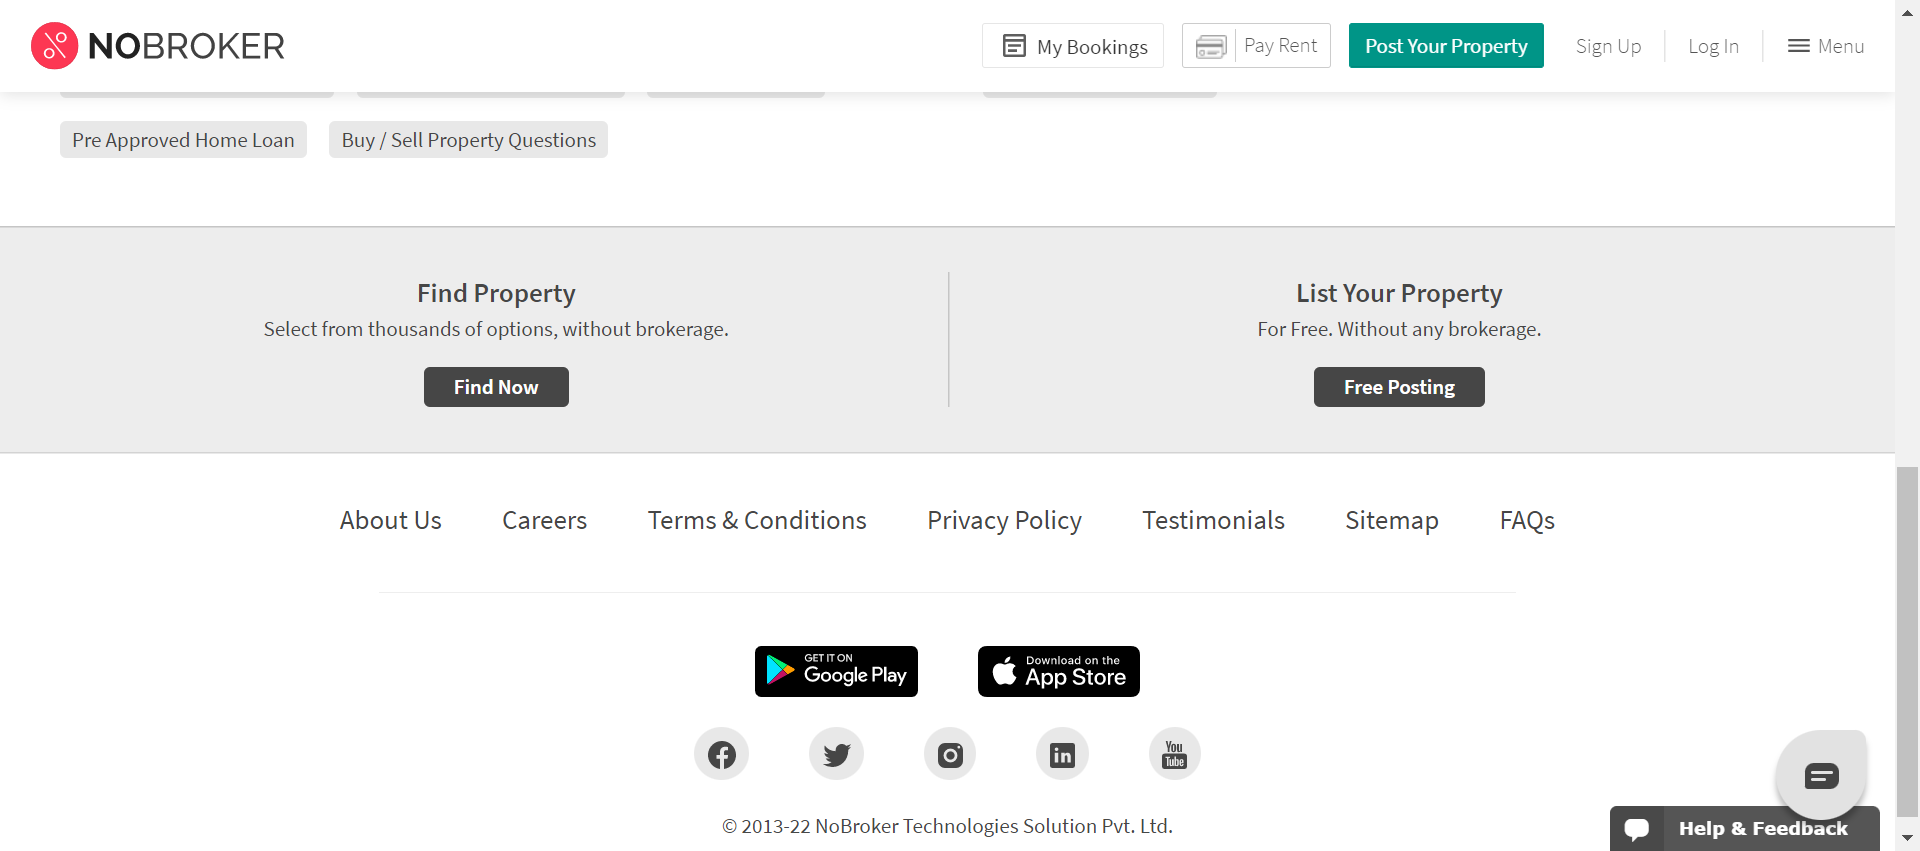 NOBROKER
My Bookings
Pay Rent
Post Your Property
Sign Up
Log In
Menu
Pre Approved Home Loan
Buy / Sell Property Questions
Find Property
Select from thousands of options, without brokerage.
Find Now
List Your Property
For Free. Without any brokerage.
Free Posting
About Us
Careers
Terms & Conditions
Privacy Policy
Testimonials
Sitemap
FAQs
GET IT ON
Google Play
Download on the
App Store
in
You
Tube
© 2013-22 NoBroker Technologies Solution Pvt. Ltd.
Help & Feedback